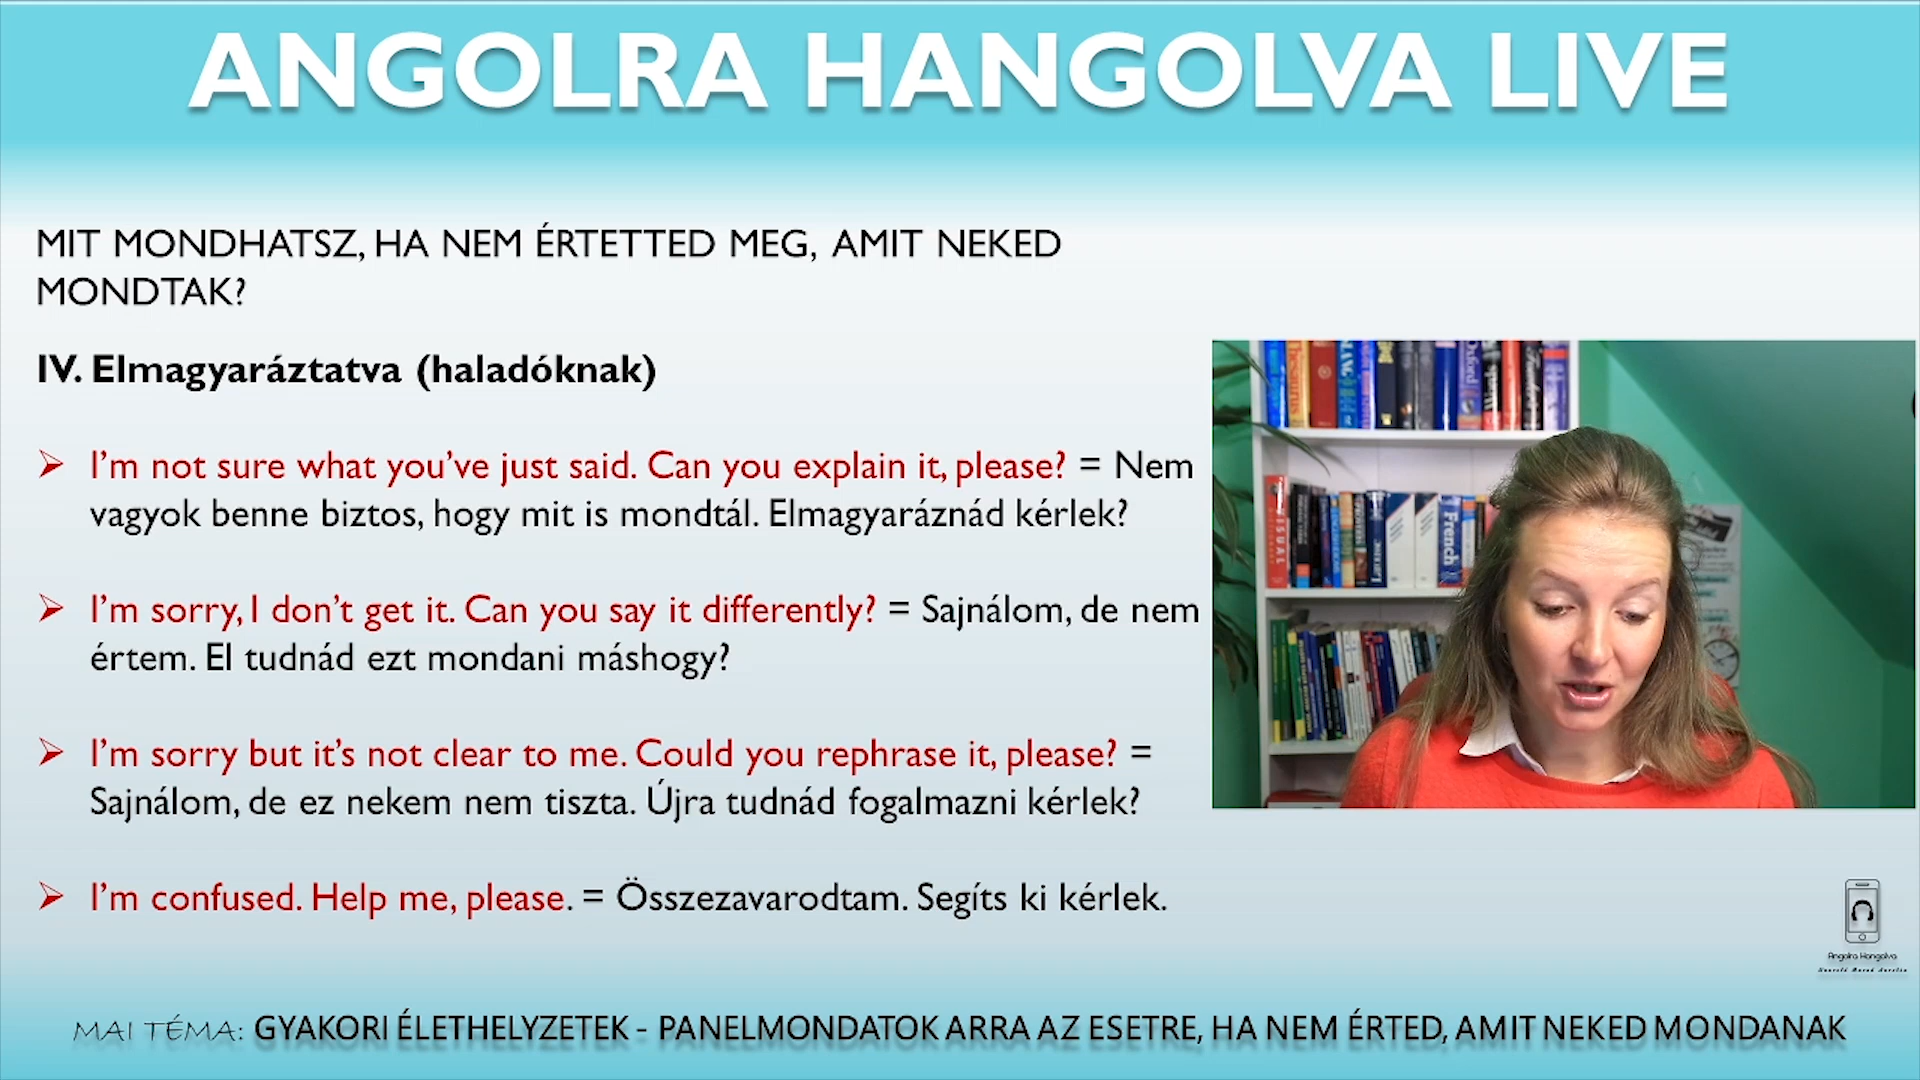 ANGOLRA HANGOLVA LIVE
MIT MONDHATSZ, HA NEM ÉRTETTED MEG, AMIT NEKED
MONDTAK?
IV. Elmagyaráztatva (haladóknak)
➢ I'm not sure what you've just said. Can you explain it, please? = Nem
vagyok benne biztos, hogy mit is mondtál. Elmagyaráznád kérlek?
➢ I'm sorry, I don't get it. Can you say it differently? = Sajnálom, de nem
értem. El tudnád ezt mondani máshogy?
➢ I'm sorry but it's not clear to me. Could you rephrase it, please? =
Sajnálom, de ez nekem nem tiszta. Újra tudnád fogalmazni kérlek?
➢ I'm confused. Help me, please. = Összezavarodtam. Segíts ki kérlek.
Oxford
VISUAL
French
Angolra Hangolva
MAI TÉMA: GYAKORI ÉLETHELYZETEK - PANELMONDATOK ARRA AZ ESETRE, HA NEM ÉRTED, AMIT NEKED MONDANAK